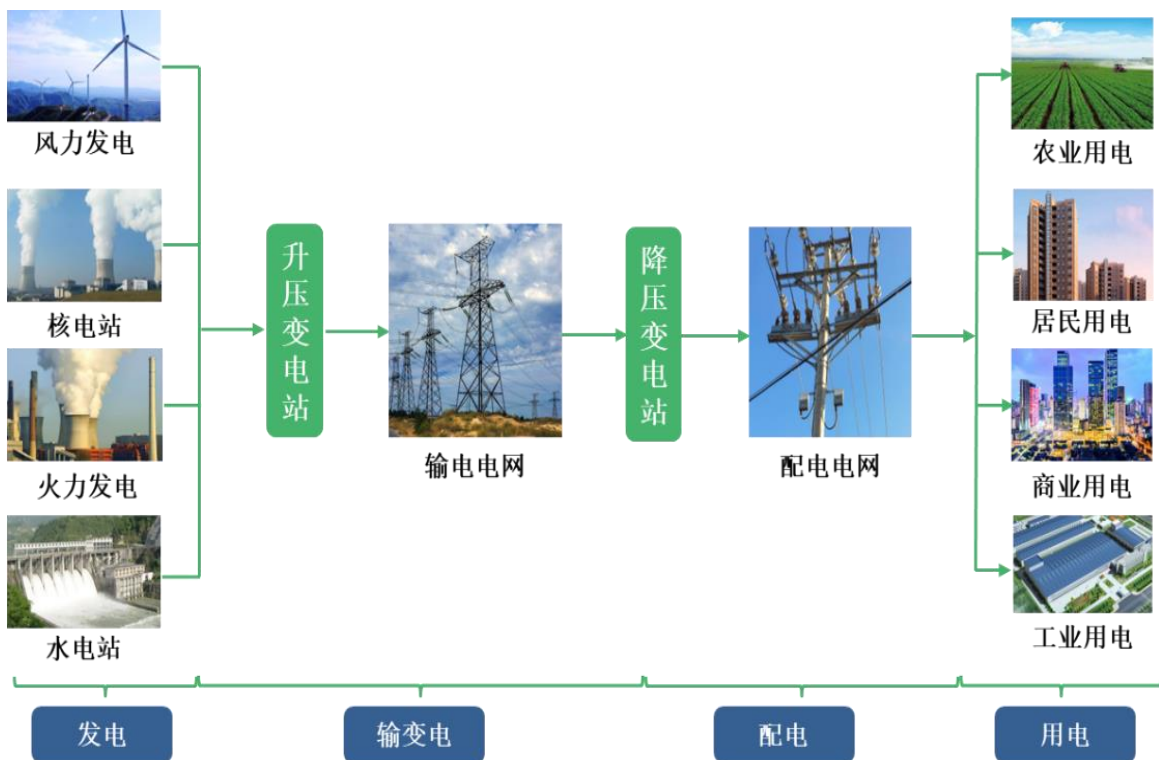 风力发电
核电站
火力发电
水电站
升压变电站
输电电网
降压变电站
配电电网
农业用电
居民用电
商业用电
工业用电
发电
输变电
配电
用电